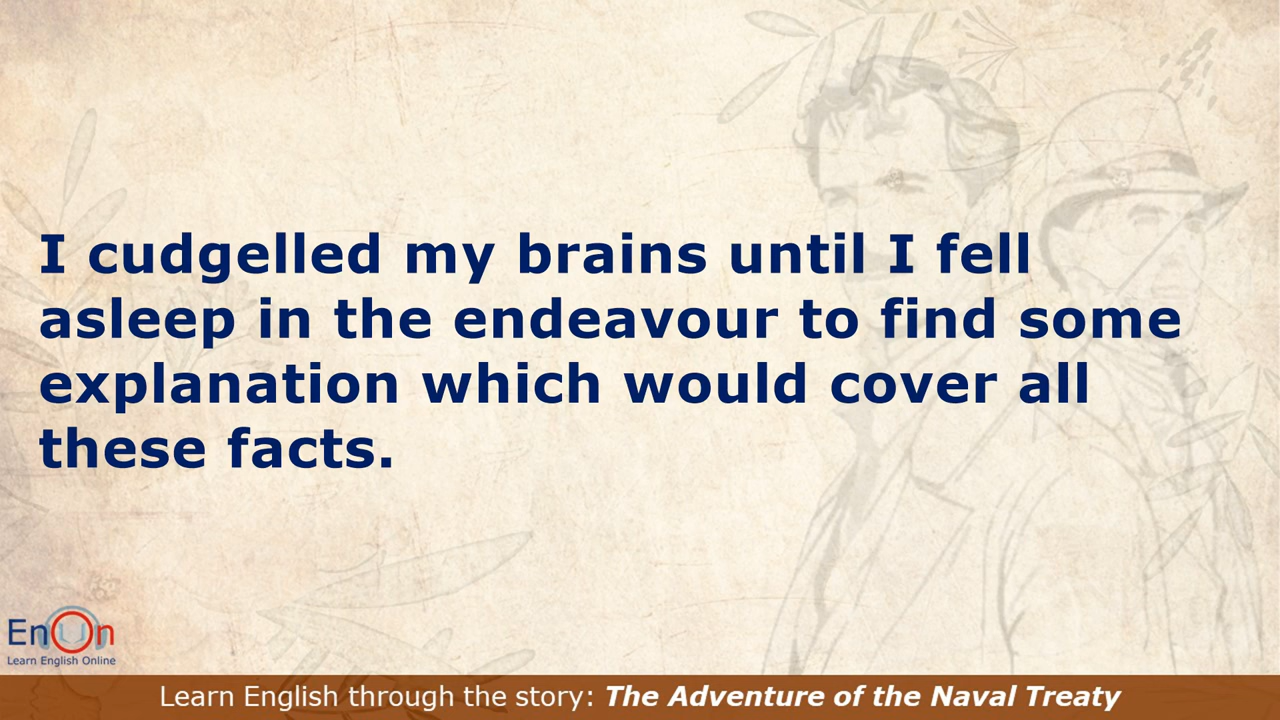 I cudgelled my brains until I fell
asleep in the endeavour to find some
explanation which would cover all
these facts.
EnOn
Learn English Online
Learn English through the story: The Adventure of the Naval Treaty